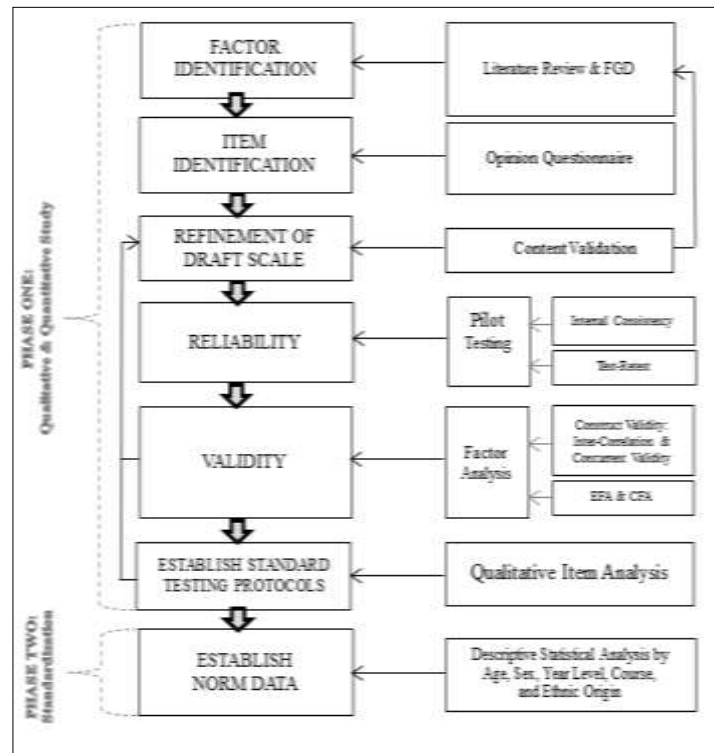 FACTOR
IDENTIFICATION
Literature Review & FGD
ITEM
IDENTIFICATION
Opinion Questionnaire
REFINEMENT OF
DRAFT SCALE
Content Validation
RELIABILITY
Pilot
Testing
Internal Consistency
Test-Retest
VALIDITY
Factor
Analysis
Construct Validity:
Inter-Correlation &
Concurrent Validity
EFA & CFA
ESTABLISH STANDARD
TESTING PROTOCOLS
Qualitative Item Analysis
ESTABLISH
NORM DATA
Descriptive Statistical Analysis by
Age, Sex, Year Level, Course,
and Ethnic Origin
PHASE ONE:
Qualitative & Quantitative Study
PHASE TWO:
Standardization